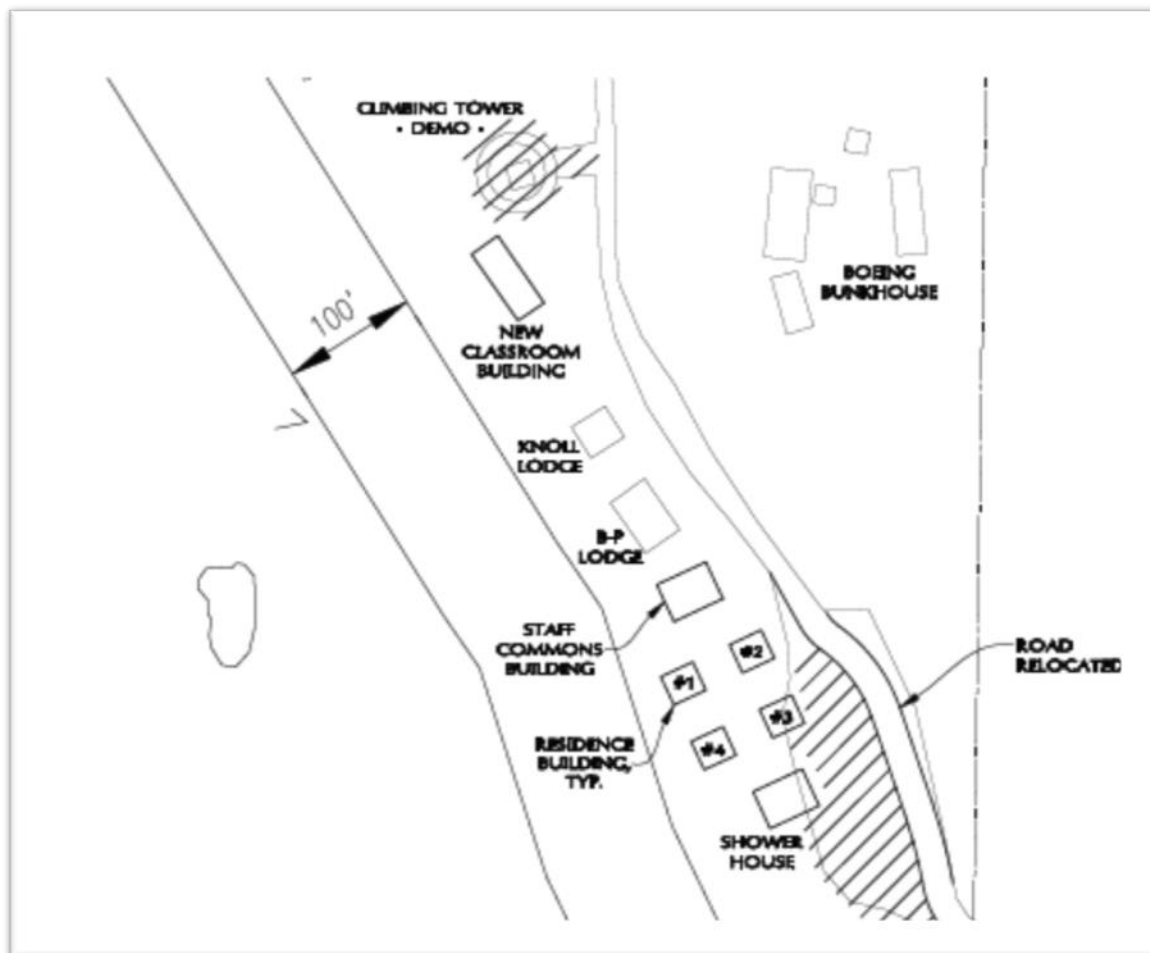 CLIMBING TOWER
• DEMO •
BOEING
BUNKHOUSE
100'
NEW
CLASSROOM
BUILDING
KNOLL
LODGE
B-P
LODGE
STAFF
COMMONS
BUILDING
#2
ROAD
RELOCATED
#1
#3
#4
RESIDENCE
BUILDING,
TYP.
SHOWER
HOUSE